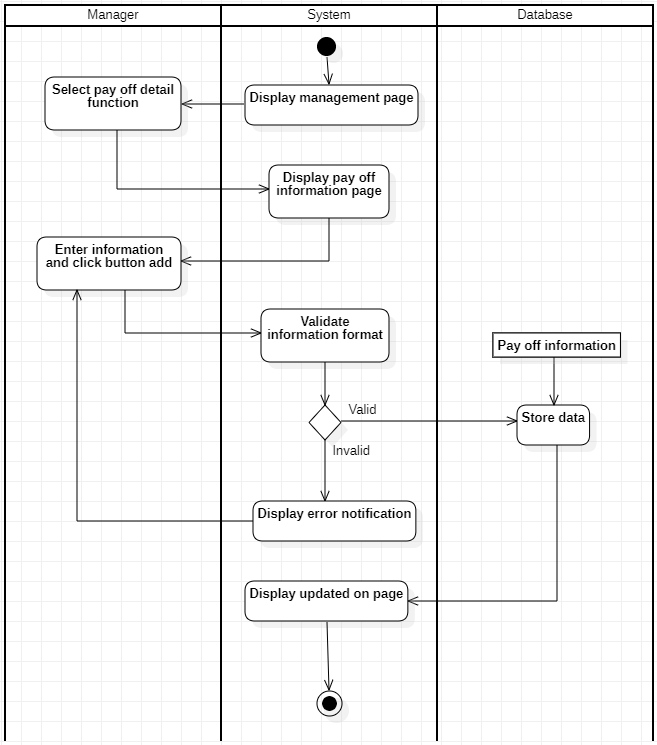 Manager
System
Database
Select pay off detail
function
Display management page
Display pay off
information page
Enter information
and click button add
Validate
information format
Pay off information
Valid
Store data
Invalid
Display error notification
Display updated on page